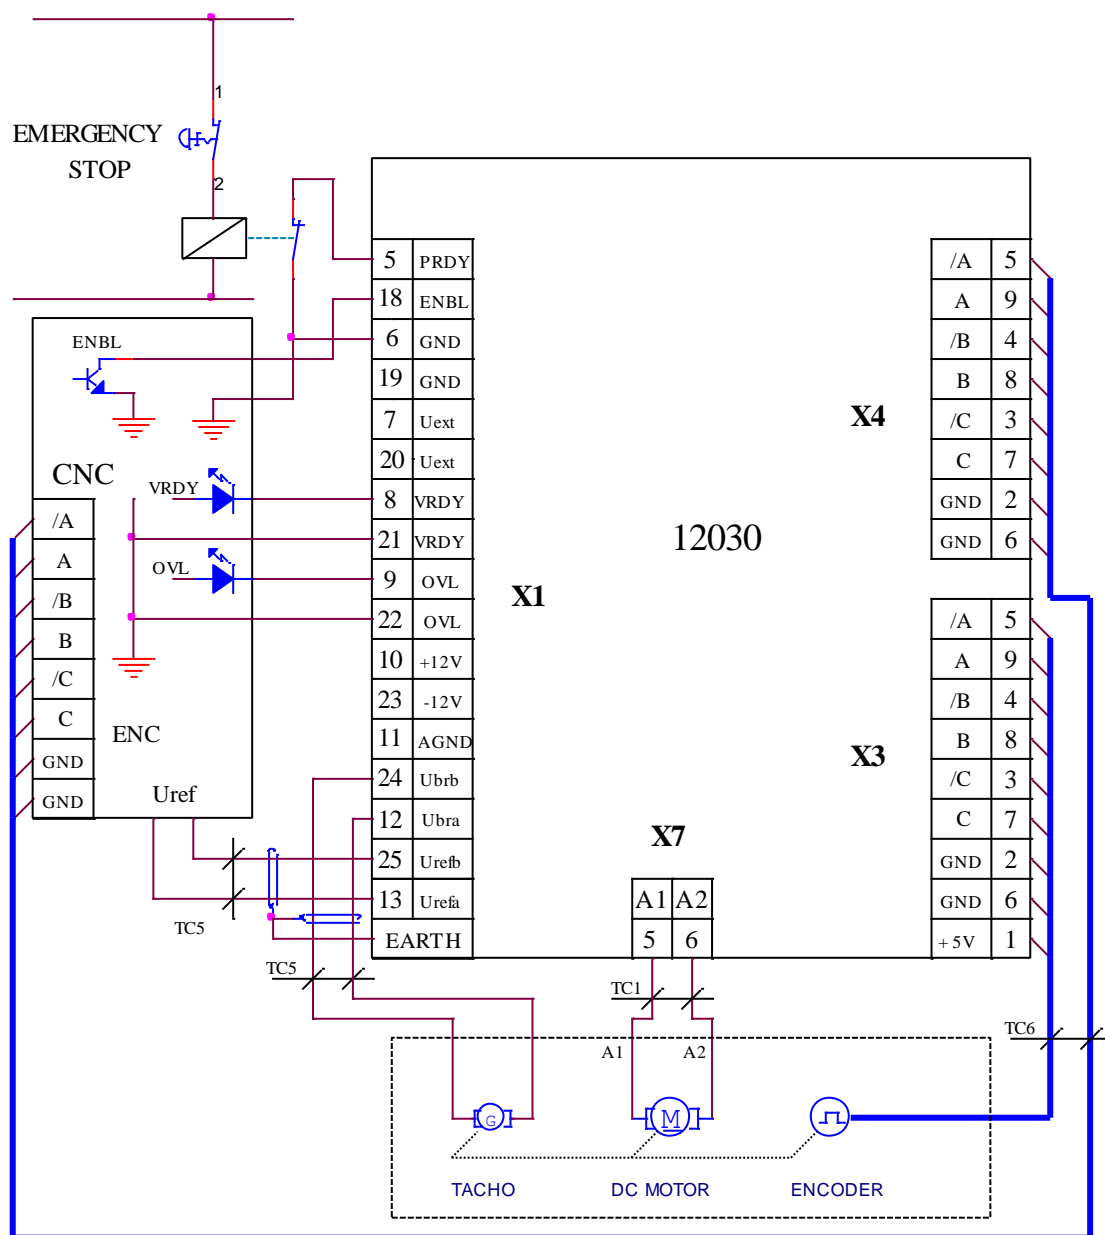 1
EMERGENCY
STOP
2
5 PRDY
18 ENBL
6 GND
19 GND
7 Uext
20 Uext
8 VRDY
21 VRDY
9 OVL
22 OVL
10 +12V
23 -12V
11 AGND
24 Ubrb
12 Ubra
25 Urefb
13 Urefa
EARTH
X1
12030
X4
/A 5
A 9
/B 4
B 8
/C 3
C 7
GND 2
GND 6
X3
/A 5
A 9
/B 4
B 8
/C 3
C 7
GND 2
GND 6
+5V 1
X7
A1 A2
5 6
ENBL
CNC
VRDY
OVL
/A
A
/B
B
/C
C
GND
GND
ENC
Uref
TC5
TC5
TC1
TC6
A1 A2
G
M
TACHO
DC MOTOR
ENCODER